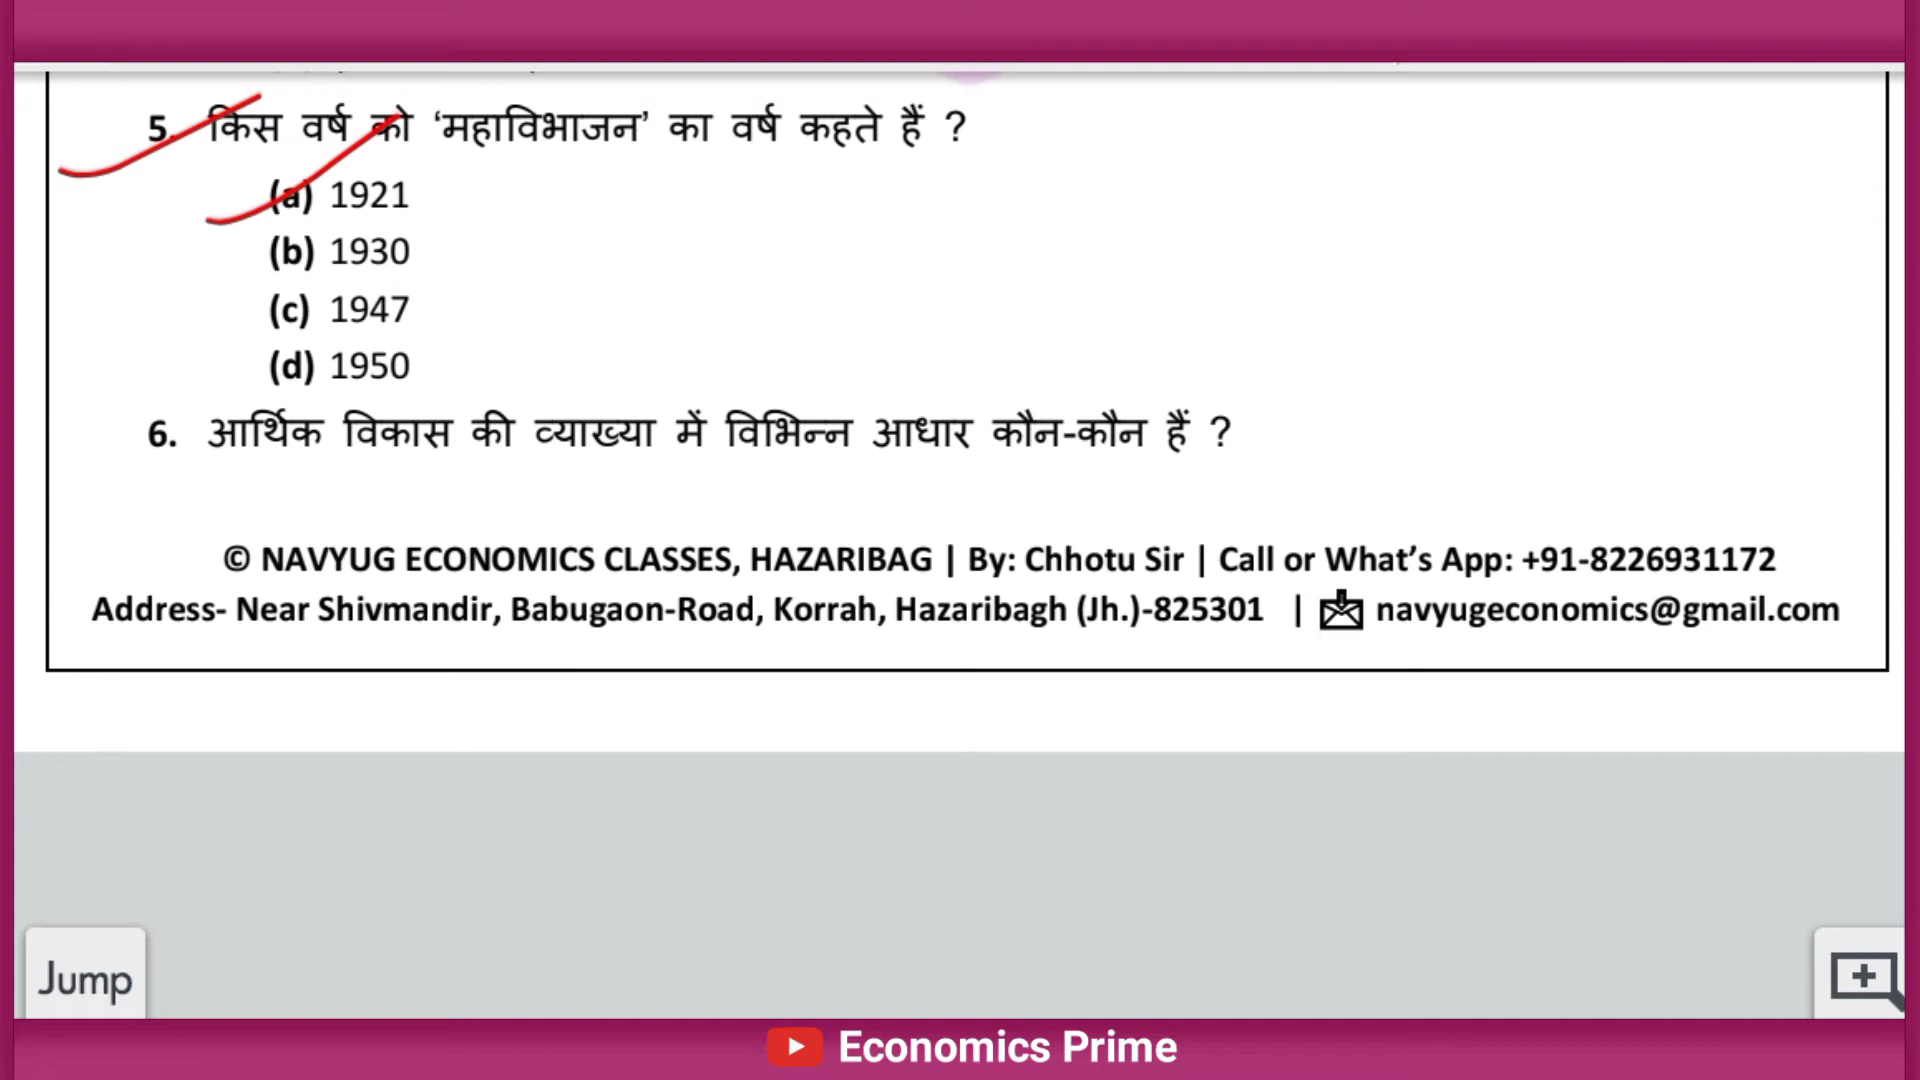 5. किस वर्ष को ‘महाविभाजन’ का वर्ष कहते हैं ?
(a) 1921
(b) 1930
(c) 1947
(d) 1950
6. आर्थिक विकास की व्याख्या में विभिन्न आधार कौन-कौन हैं ?
© NAVYUG ECONOMICS CLASSES, HAZARIBAG | By: Chhotu Sir | Call or What’s App: +91-8226931172
Address- Near Shivmandir, Babugaon-Road, Korrah, Hazaribagh (Jh.)-825301 | navyugeconomics@gmail.com
Jump
Economics Prime